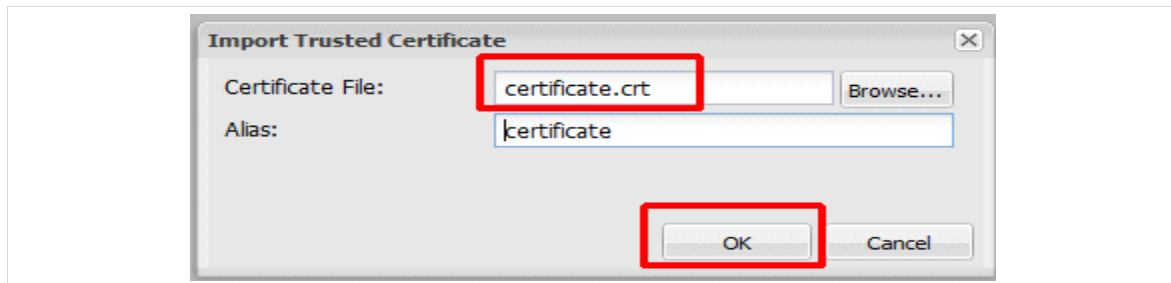 Import Trusted Certificate
Certificate File: certificate.crt Browse...
Alias: certificate
OK Cancel